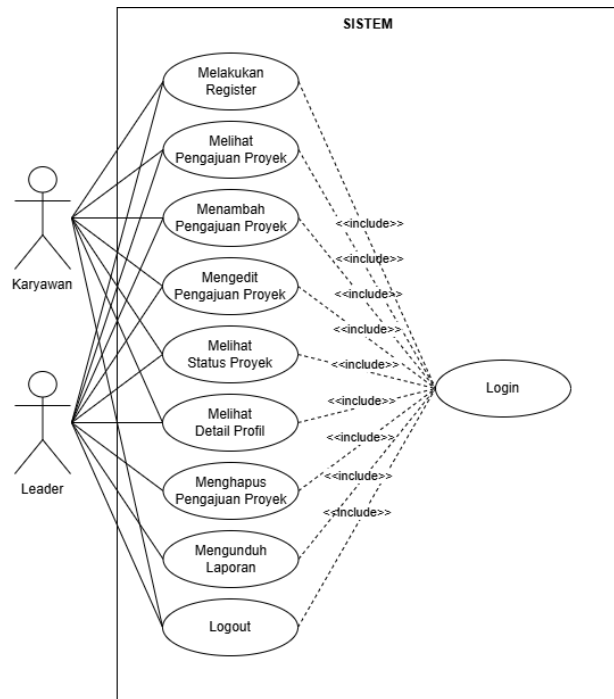 SISTEM
Melakukan
Register
Melihat
Pengajuan Proyek
Menambah
Pengajuan Proyek
<<include>>
Karyawan
Mengedit
Pengajuan Proyek
<<include>>
<<include>>
Melihat
Status Proyek
<<include>>
<<include>>
Login
Leader
Melihat
Detail Profil
<<include>>
<<include>>
Menghapus
Pengajuan Proyek
<<include>>
<<include>>
Mengunduh
Laporan
Logout